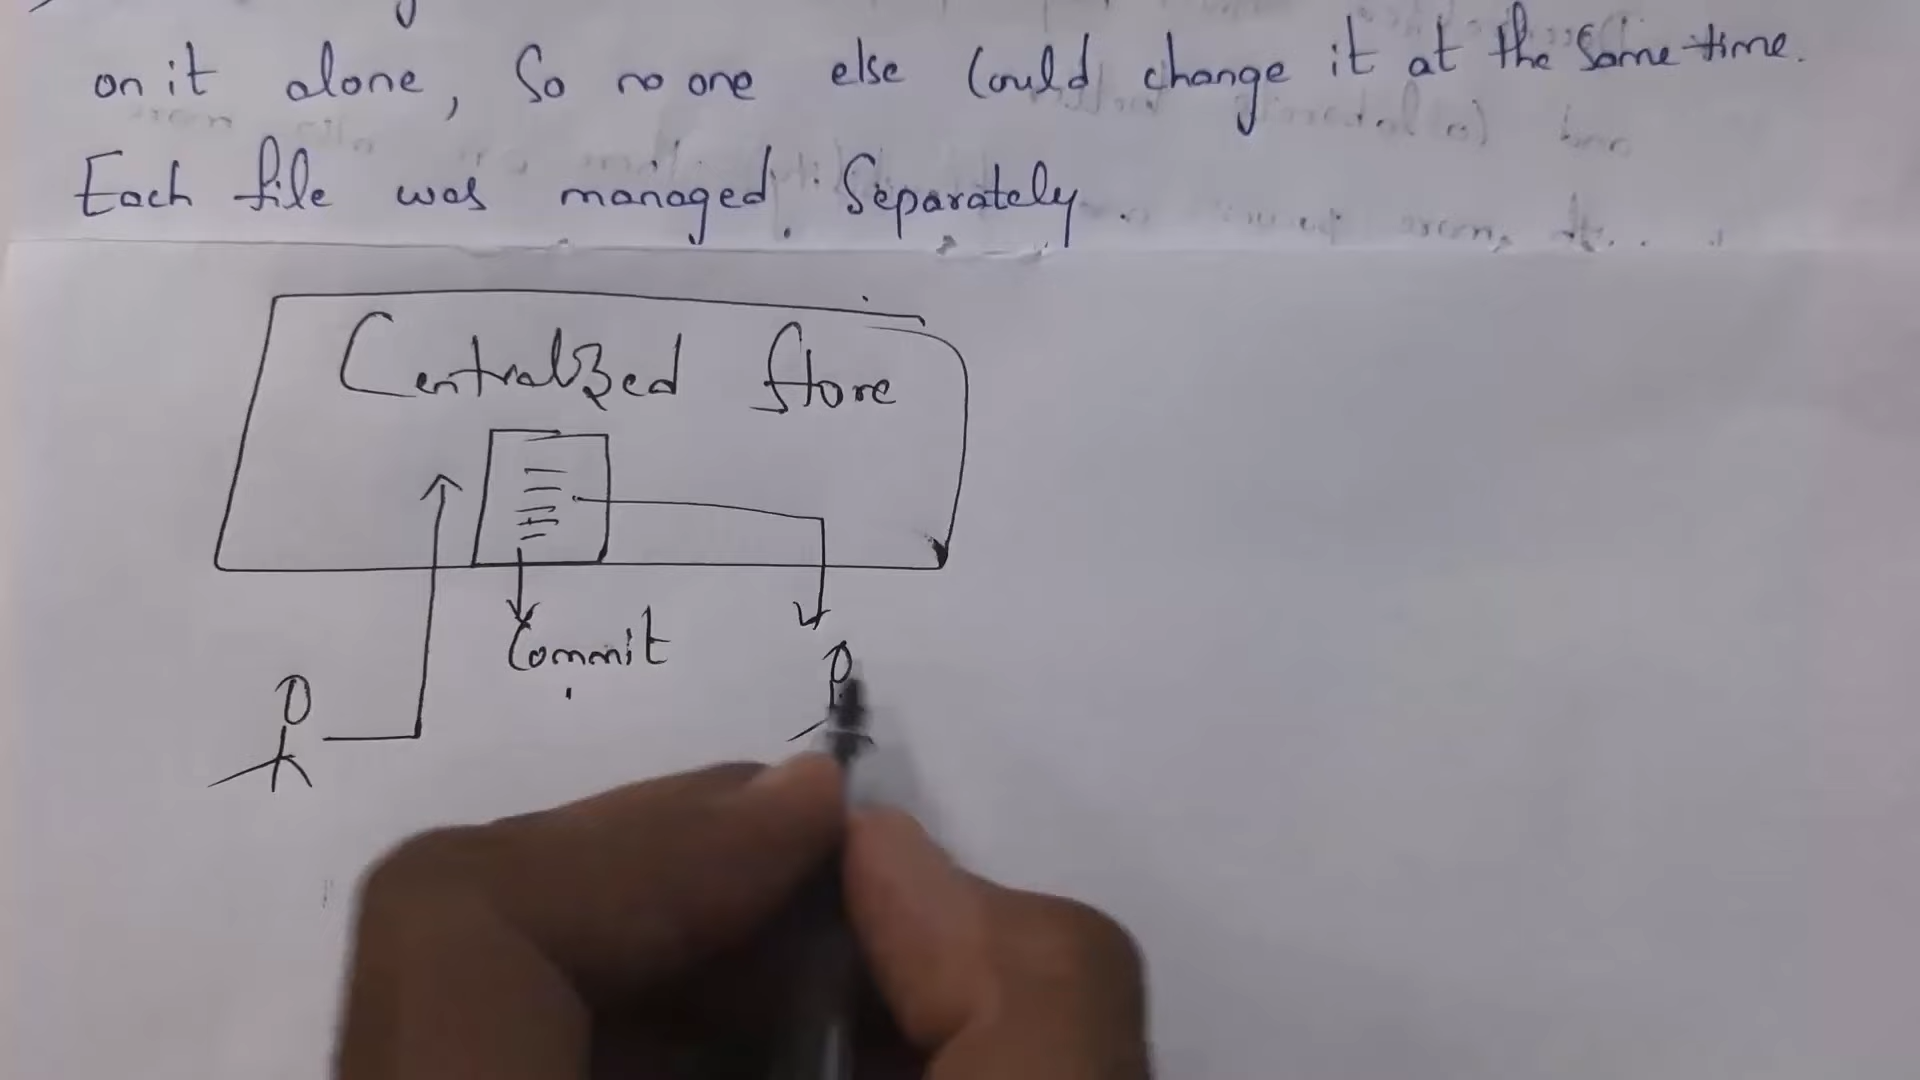 on it alone, So no one else Could change it at the Same time.
Each file was managed. Separately.
Centralized Store
Commit